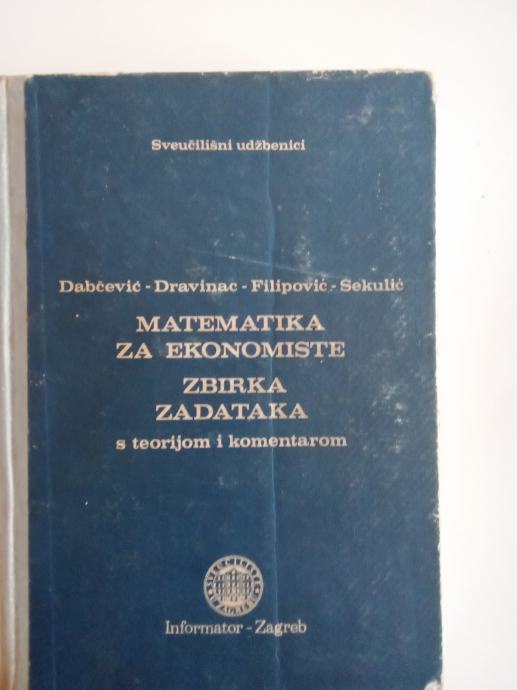 Sveučilišni udžbenici
Dabčević - Dravinac - Filipović - Sekulić
MATEMATIKA
ZA EKONOMISTE
ZBIRKA
ZADATAKA
s teorijom i komentarom
Informator - Zagreb